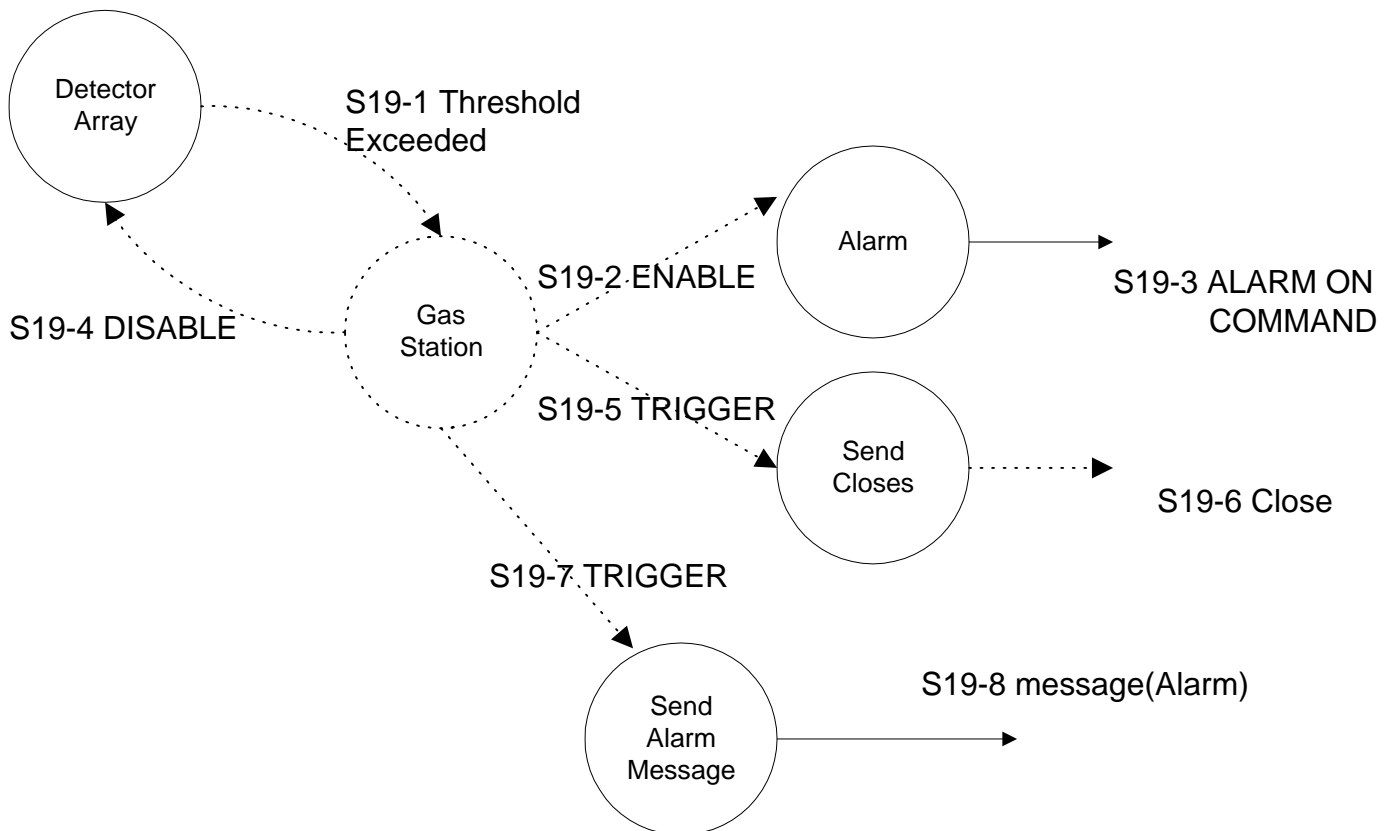 Detector
Array
S19-1 Threshold
Exceeded
Alarm
S19-2 ENABLE
S19-3 ALARM ON
COMMAND
S19-4 DISABLE
Gas
Station
S19-5 TRIGGER
Send
Closes
S19-6 Close
S19-7 TRIGGER
S19-8 message(Alarm)
Send
Alarm
Message